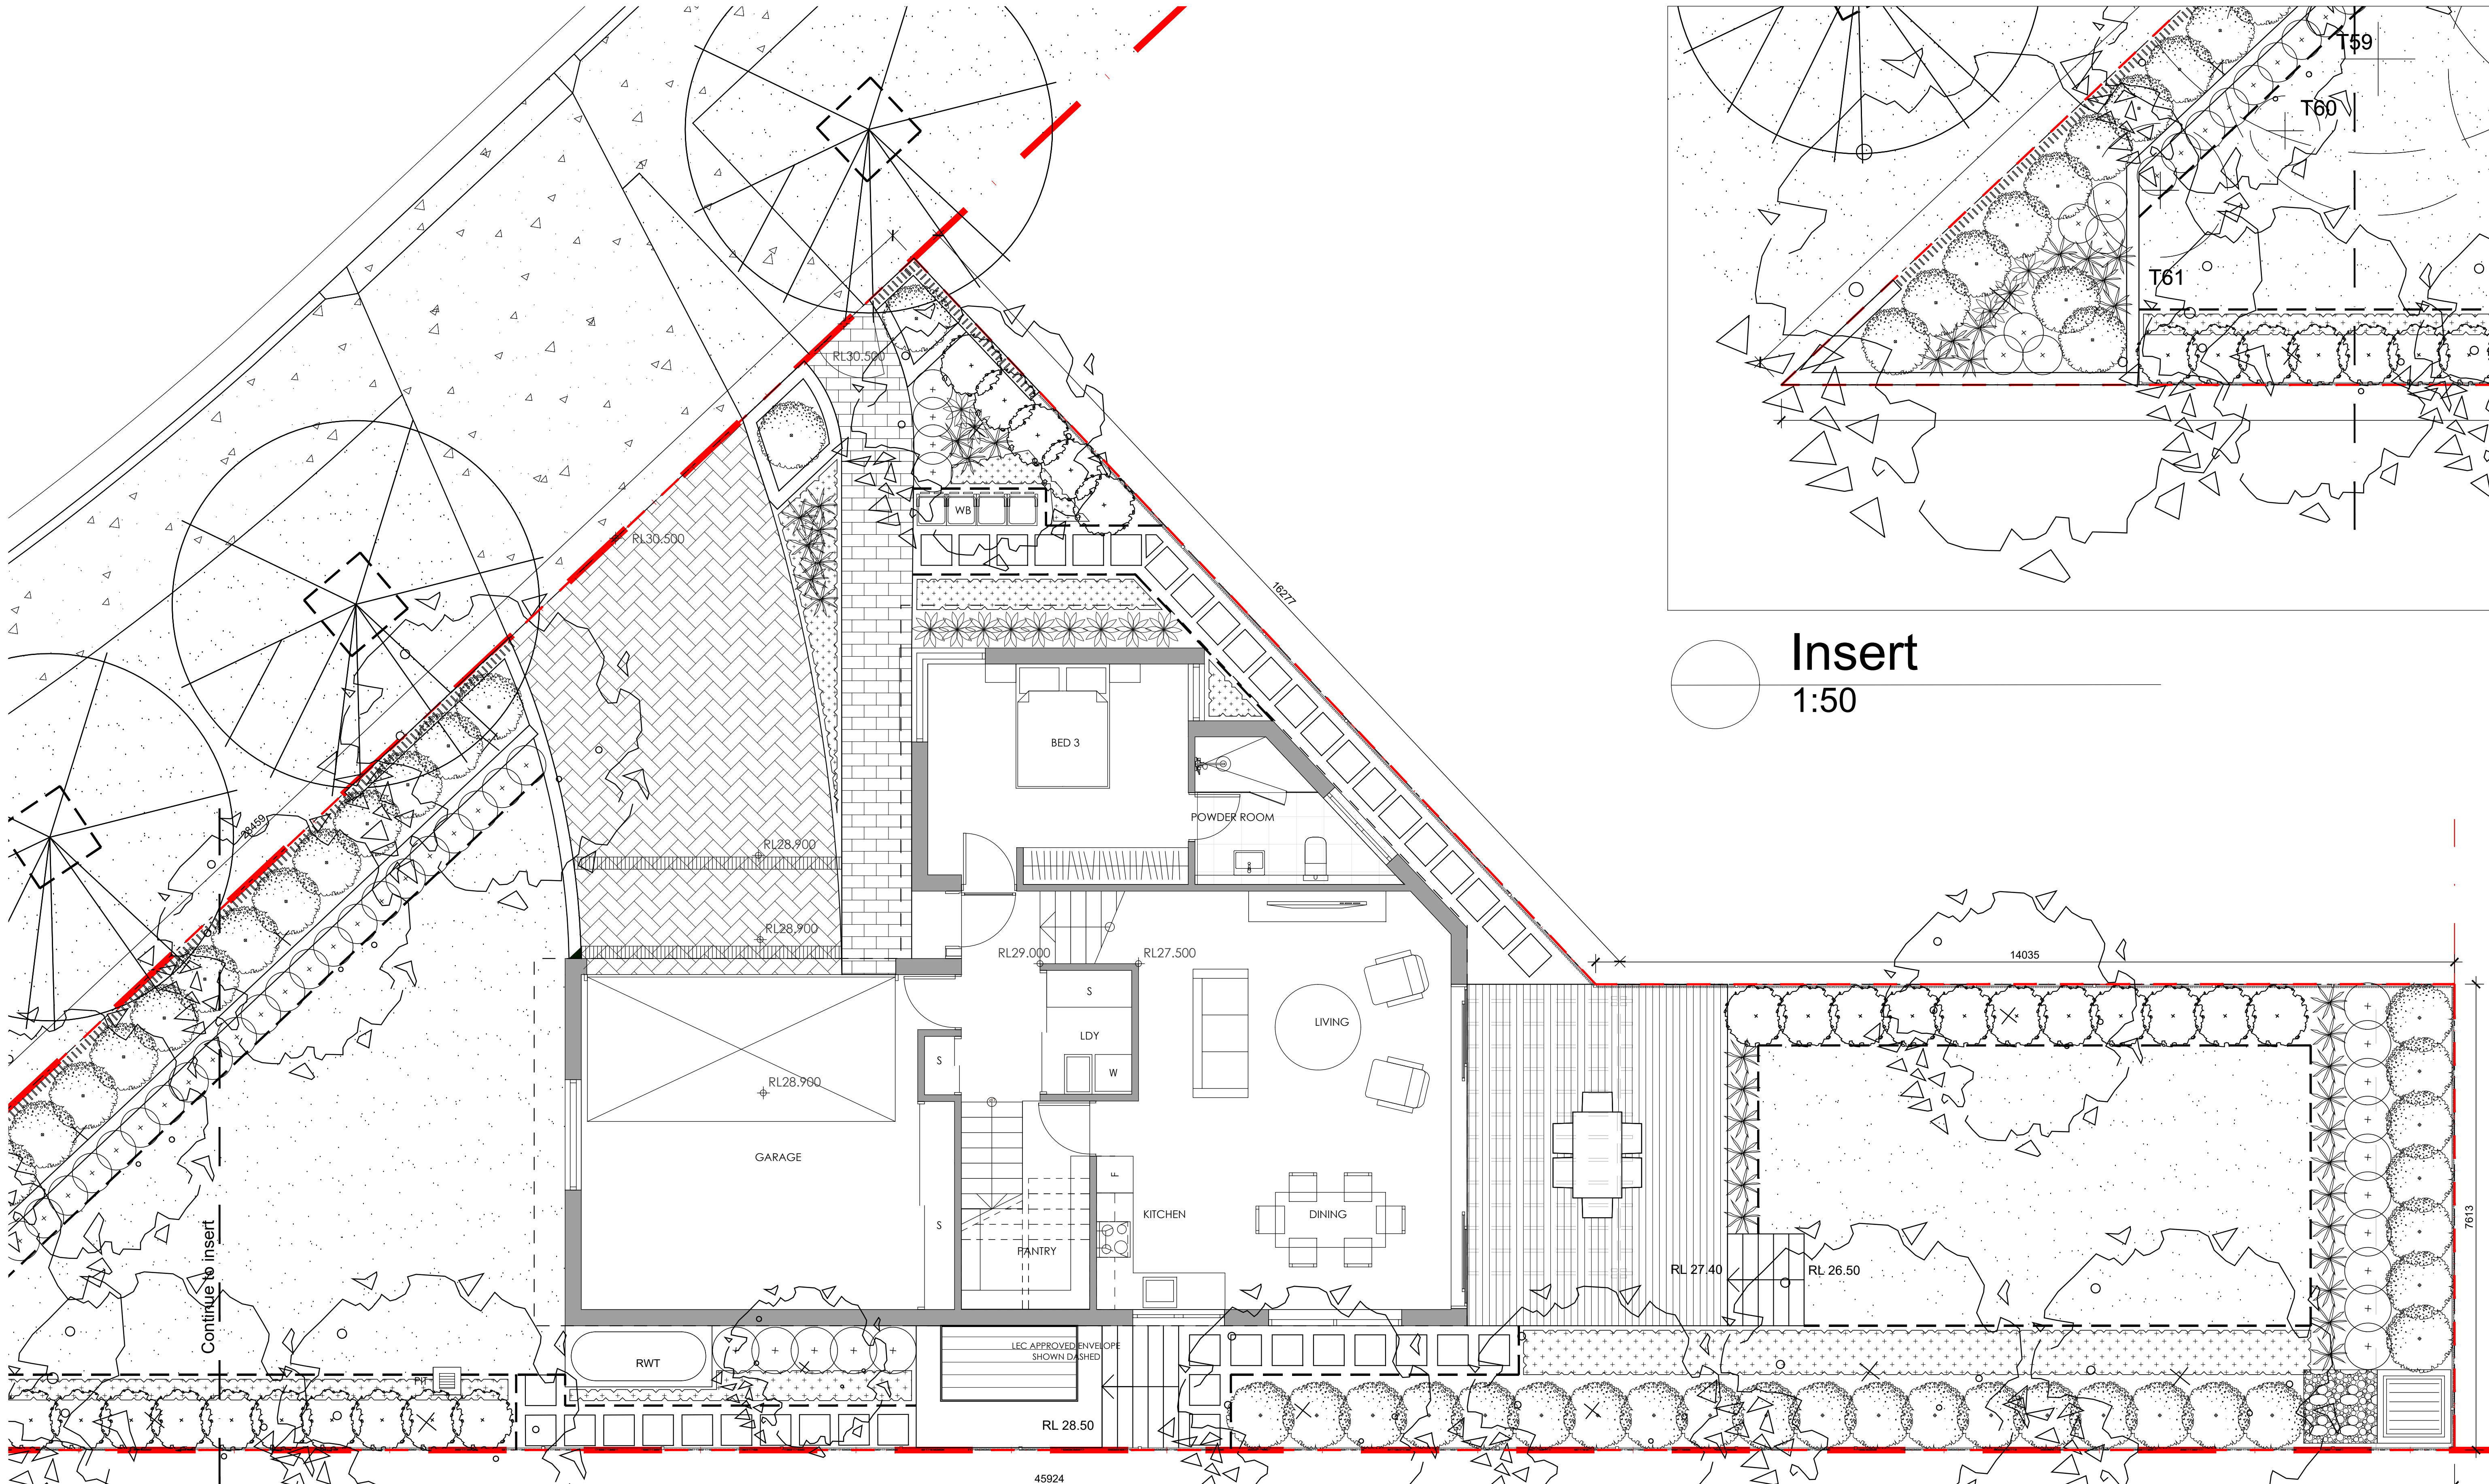 T59
T60
T61
Insert
1:50
RL30.500
RL30.500
WB
16277
BED 3
POWDER ROOM
28459
RL28.900
RL28.900
RL29.000
RL27.500
14035
S
LIVING
LDY
S
W
RL28.900
GARAGE
F
KITCHEN
DINING
S
PANTRY
7613
Continue to insert
RL 27.40
RL 26.50
LEC APPROVED ENVELOPE
SHOWN DASHED
RWT
PIT
RL 28.50
45924